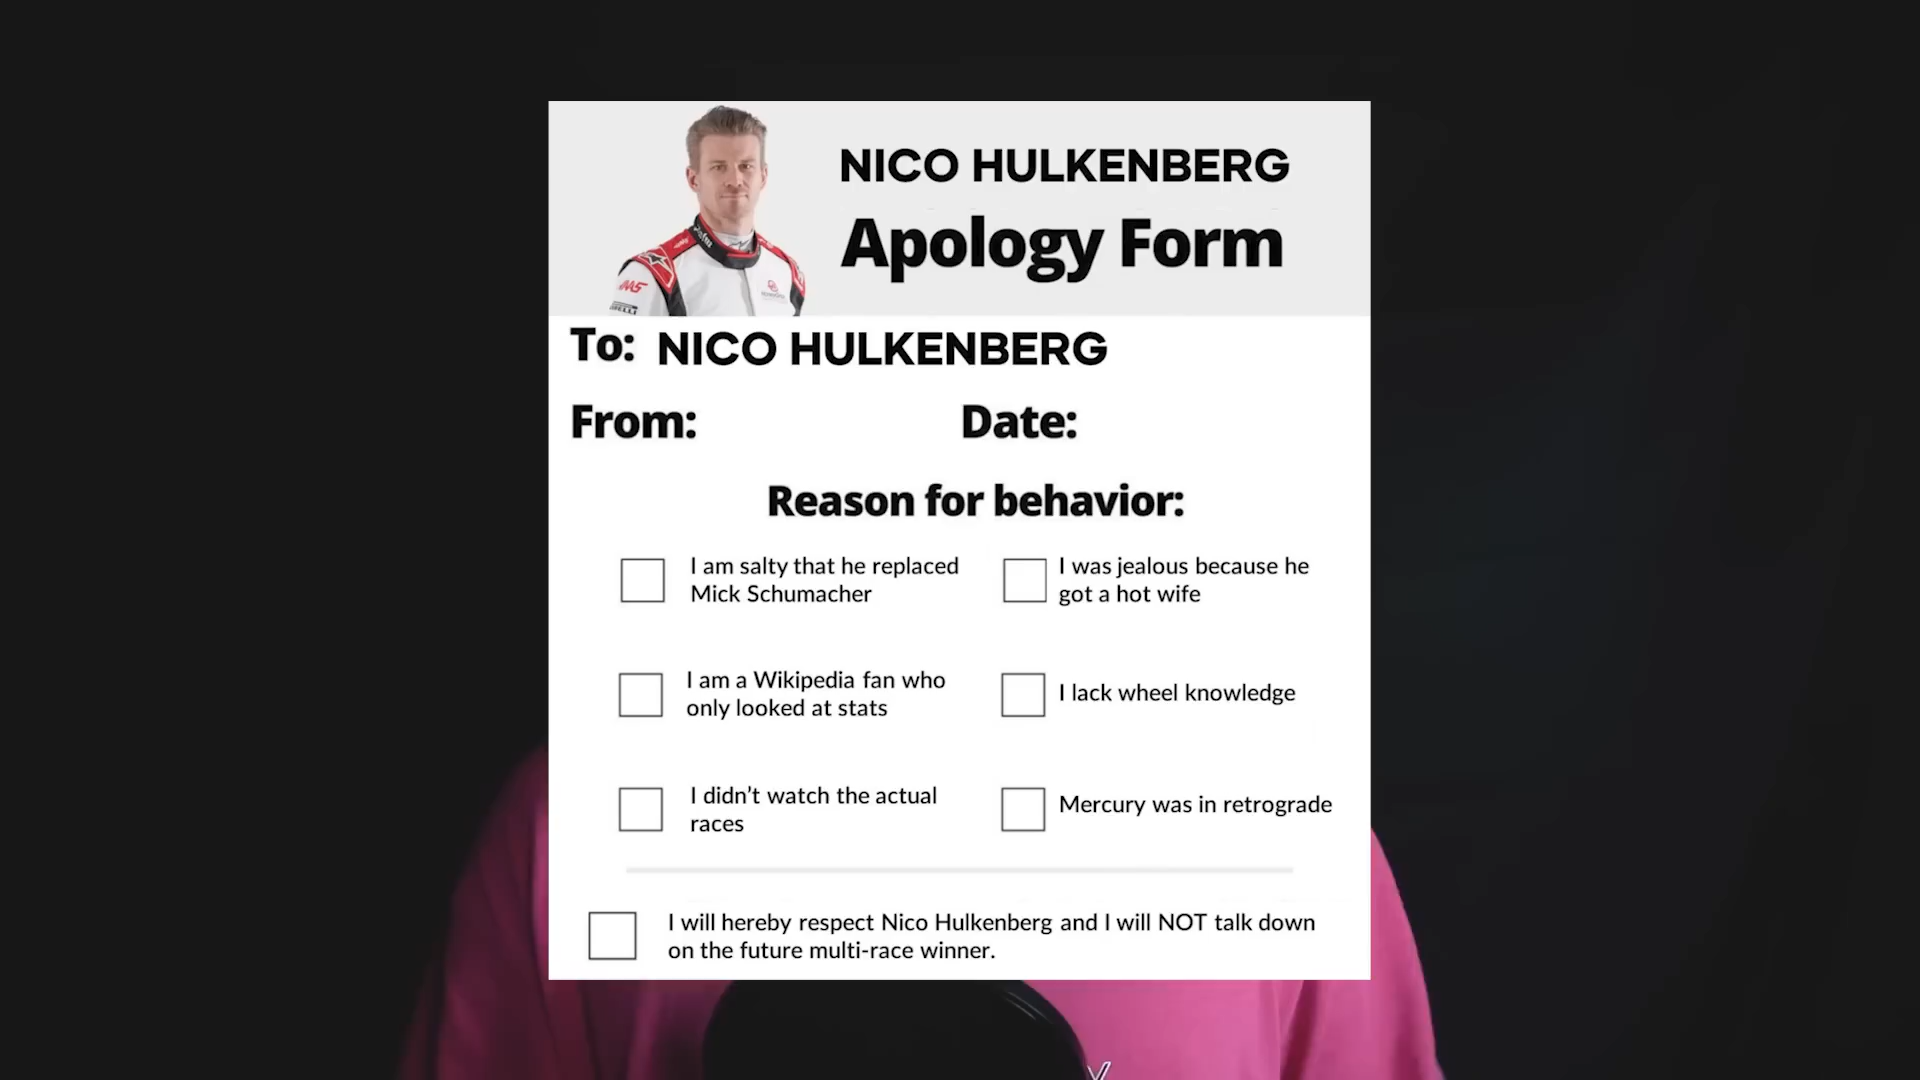 NICO HULKENBERG
Apology Form
To: NICO HULKENBERG
From: Date:
Reason for behavior:
I am salty that he replaced
Mick Schumacher
I was jealous because he
got a hot wife
I am a Wikipedia fan who
only looked at stats
I lack wheel knowledge
I didn’t watch the actual
races
Mercury was in retrograde
I will hereby respect Nico Hulkenberg and I will NOT talk down
on the future multi-race winner.